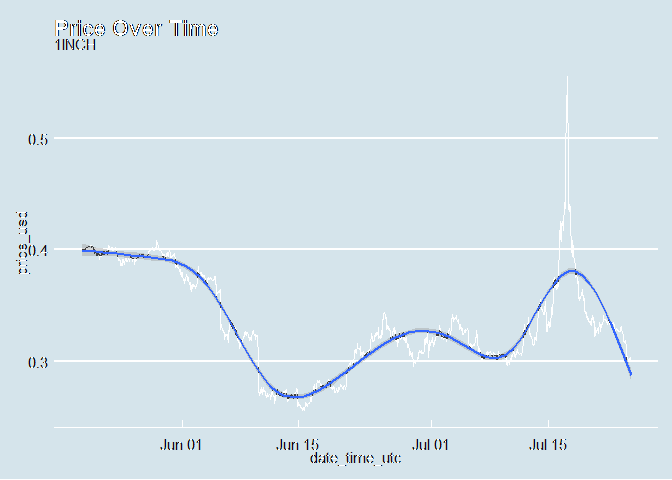 Price Over Time
1INCH
0.5
0.4
0.3
price_usd
Jun 01
Jun 15
Jul 01
Jul 15
date_time_utc